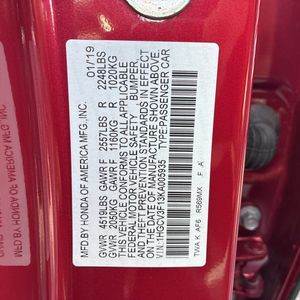 MFD.BY HONDA OF AMERICA MFG.,INC. 01/19
GVWR 4519LBS GAWR F 2557LBS R 2248LBS
GVWR 2050KG GAWR F 1160KG R 1020KG
THIS VEHICLE CONFORMS TO ALL APPLICABLE
FEDERAL MOTOR VEHICLE SAFETY, BUMPER,
AND THEFT PREVENTION STANDARDS IN EFFECT
ON THE DATE OF MANUFACTURE SHOWN ABOVE.
V.I.N: 1HGCV3F13KA005935 TYPE:PASSENGER CAR
TWA K AF6 R569MX F A